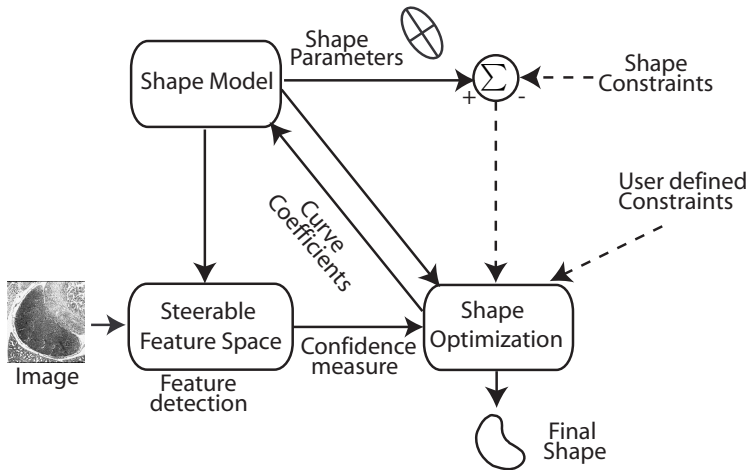 Shape
Parameters
Shape Model
Σ
+
-
Shape
Constraints
User defined
Constraints
Curve
Coefficients
Steerable
Feature Space
Shape
Optimization
Confidence
measure
Image
Feature
detection
Final
Shape